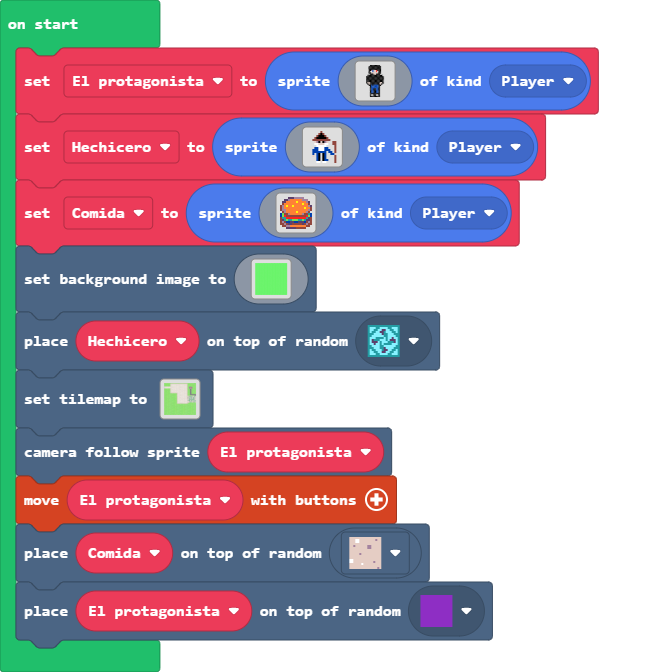 on start
set El protagonista to sprite of kind Player
set Hechicero to sprite of kind Player
set Comida to sprite of kind Player
set background image to
place Hechicero on top of random
set tilemap to
camera follow sprite El protagonista
move El protagonista with buttons
place Comida on top of random
place El protagonista on top of random